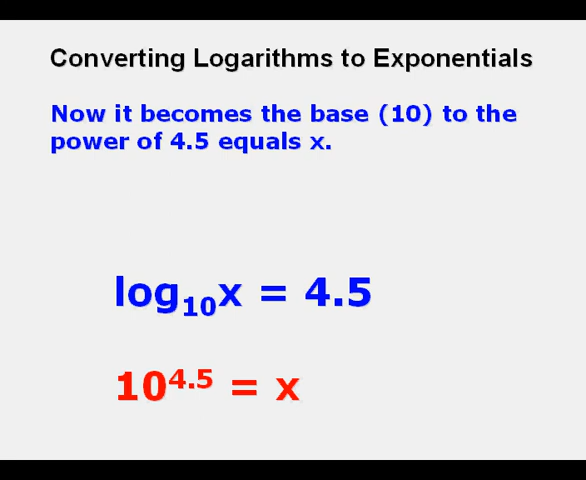 Converting Logarithms to Exponentials
Now it becomes the base (10) to the
power of 4.5 equals x.
log₁₀x = 4.5
10⁴·⁵ = x